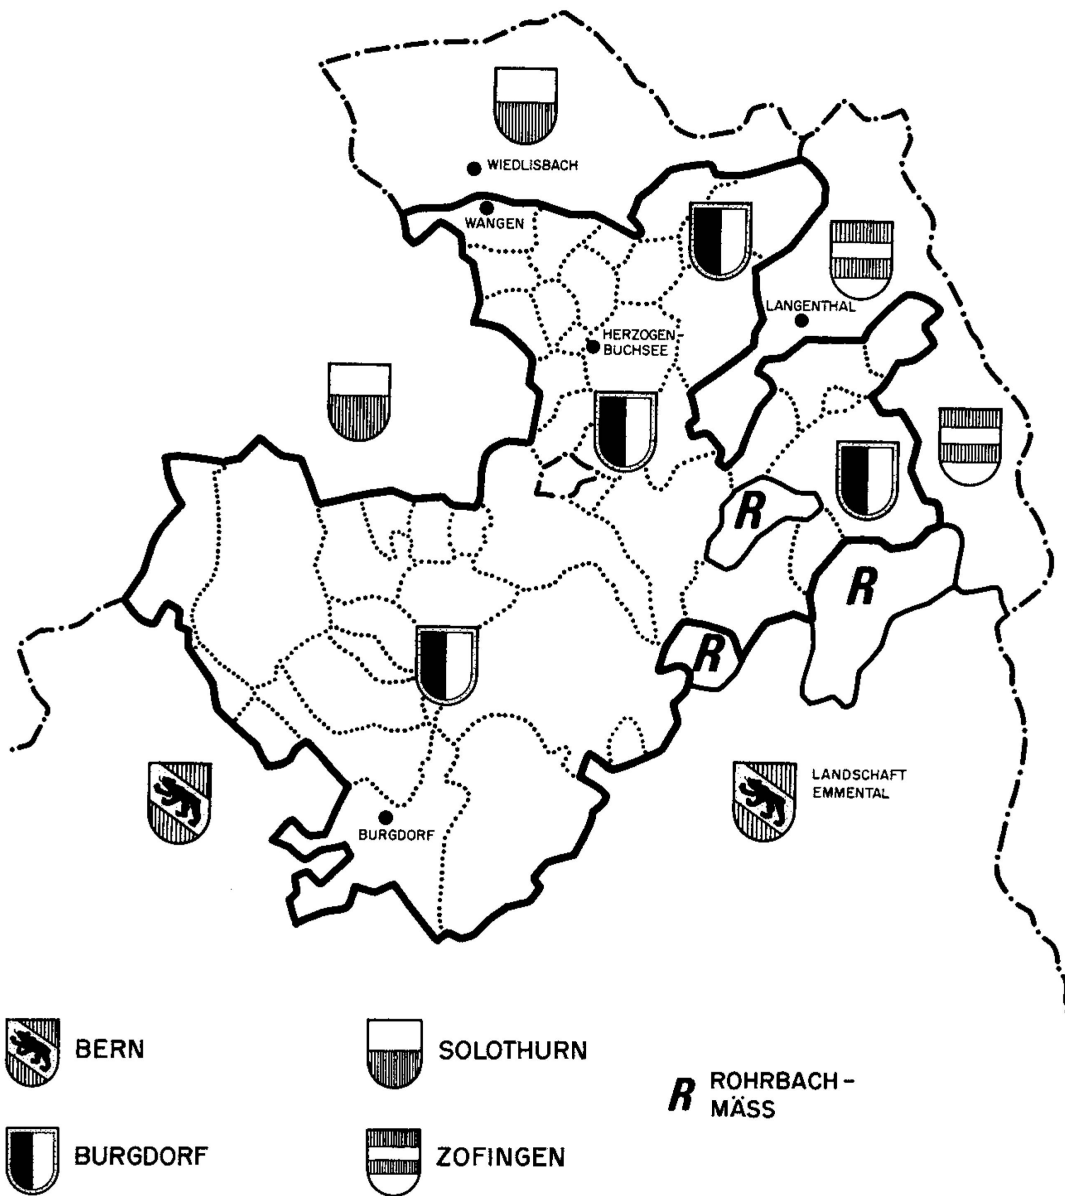 WIEDLISBACH
WANGEN
LANGENTHAL
HERZOGEN-
BUCHSEE
R
R
R
LANDSCHAFT
EMMENTAL
BURGDORF
BERN
SOLOTHURN
R ROHRBACH-
MÄSS
BURGDORF
ZOFINGEN